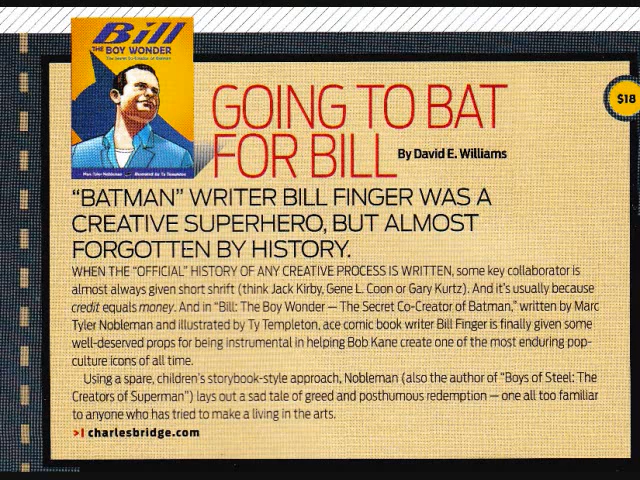 Bill
THE BOY WONDER
The Secret Co-Creator of Batman
Marc Tyler Nobleman
Illustrated by Ty Templeton
$18
GOING TO BAT
FOR BILL
By David E. Williams
“BATMAN” WRITER BILL FINGER WAS A
CREATIVE SUPERHERO, BUT ALMOST
FORGOTTEN BY HISTORY.
WHEN THE “OFFICIAL” HISTORY OF ANY CREATIVE PROCESS IS WRITTEN, some key collaborator is
almost always given short shrift (think Jack Kirby, Gene L. Coon or Gary Kurtz). And it’s usually because
credit equals money. And in “Bill: The Boy Wonder — The Secret Co-Creator of Batman,” written by Marc
Tyler Nobleman and illustrated by Ty Templeton, ace comic book writer Bill Finger is finally given some
well-deserved props for being instrumental in helping Bob Kane create one of the most enduring pop-
culture icons of all time.
Using a spare, children’s storybook-style approach, Nobleman (also the author of “Boys of Steel: The
Creators of Superman”) lays out a sad tale of greed and posthumous redemption — one all too familiar
to anyone who has tried to make a living in the arts.
>| charlesbridge.com